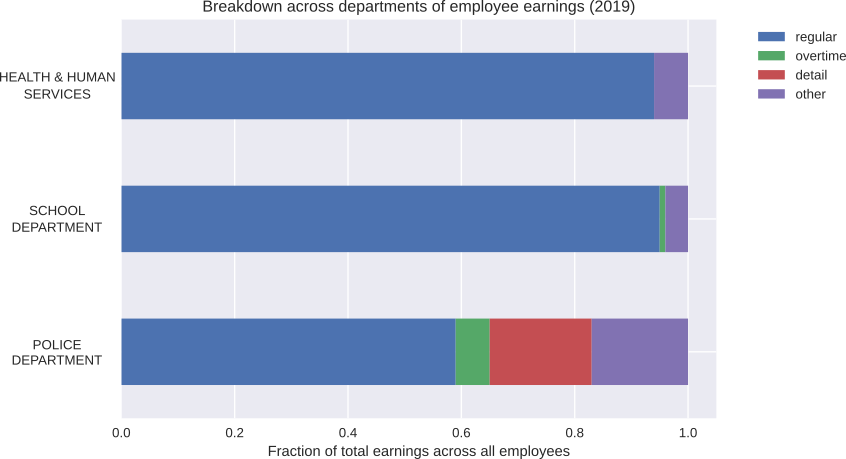 Breakdown across departments of employee earnings (2019)
regular
overtime
detail
other
HEALTH & HUMAN
SERVICES
SCHOOL
DEPARTMENT
POLICE
DEPARTMENT
0.0 0.2 0.4 0.6 0.8 1.0
Fraction of total earnings across all employees